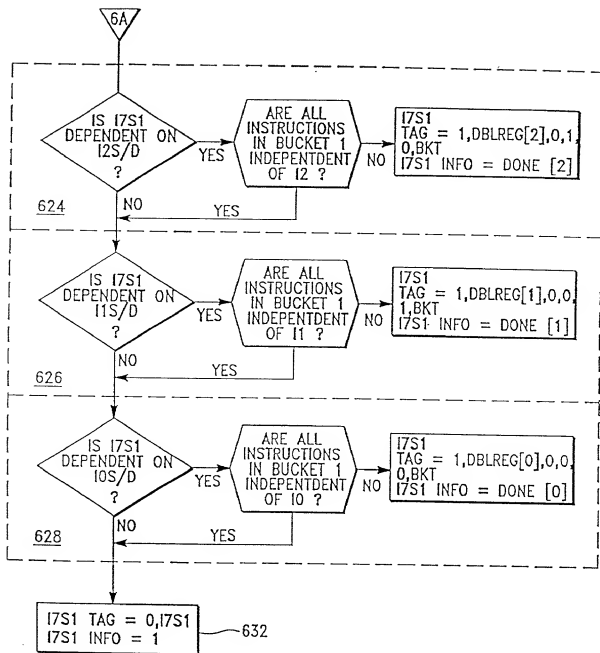 6A
IS I7S1
DEPENDENT ON
I2S/D
?
YES
NO
ARE ALL
INSTRUCTIONS
IN BUCKET 1
INDEPENTDENT
OF I2 ?
NO
YES
I7S1
TAG = 1,DBLREG[2],0,1,
0,BKT
I7S1 INFO = DONE [2]
624
IS I7S1
DEPENDENT ON
I1S/D
?
YES
NO
ARE ALL
INSTRUCTIONS
IN BUCKET 1
INDEPENTDENT
OF I1 ?
NO
YES
I7S1
TAG = 1,DBLREG[1],0,0,
1,BKT
I7S1 INFO = DONE [1]
626
IS I7S1
DEPENDENT ON
I0S/D
?
YES
NO
ARE ALL
INSTRUCTIONS
IN BUCKET 1
INDEPENTDENT
OF I0 ?
NO
YES
I7S1
TAG = 1,DBLREG[0],0,0,
0,BKT
I7S1 INFO = DONE [0]
628
I7S1 TAG = 0,I7S1
I7S1 INFO = 1
632